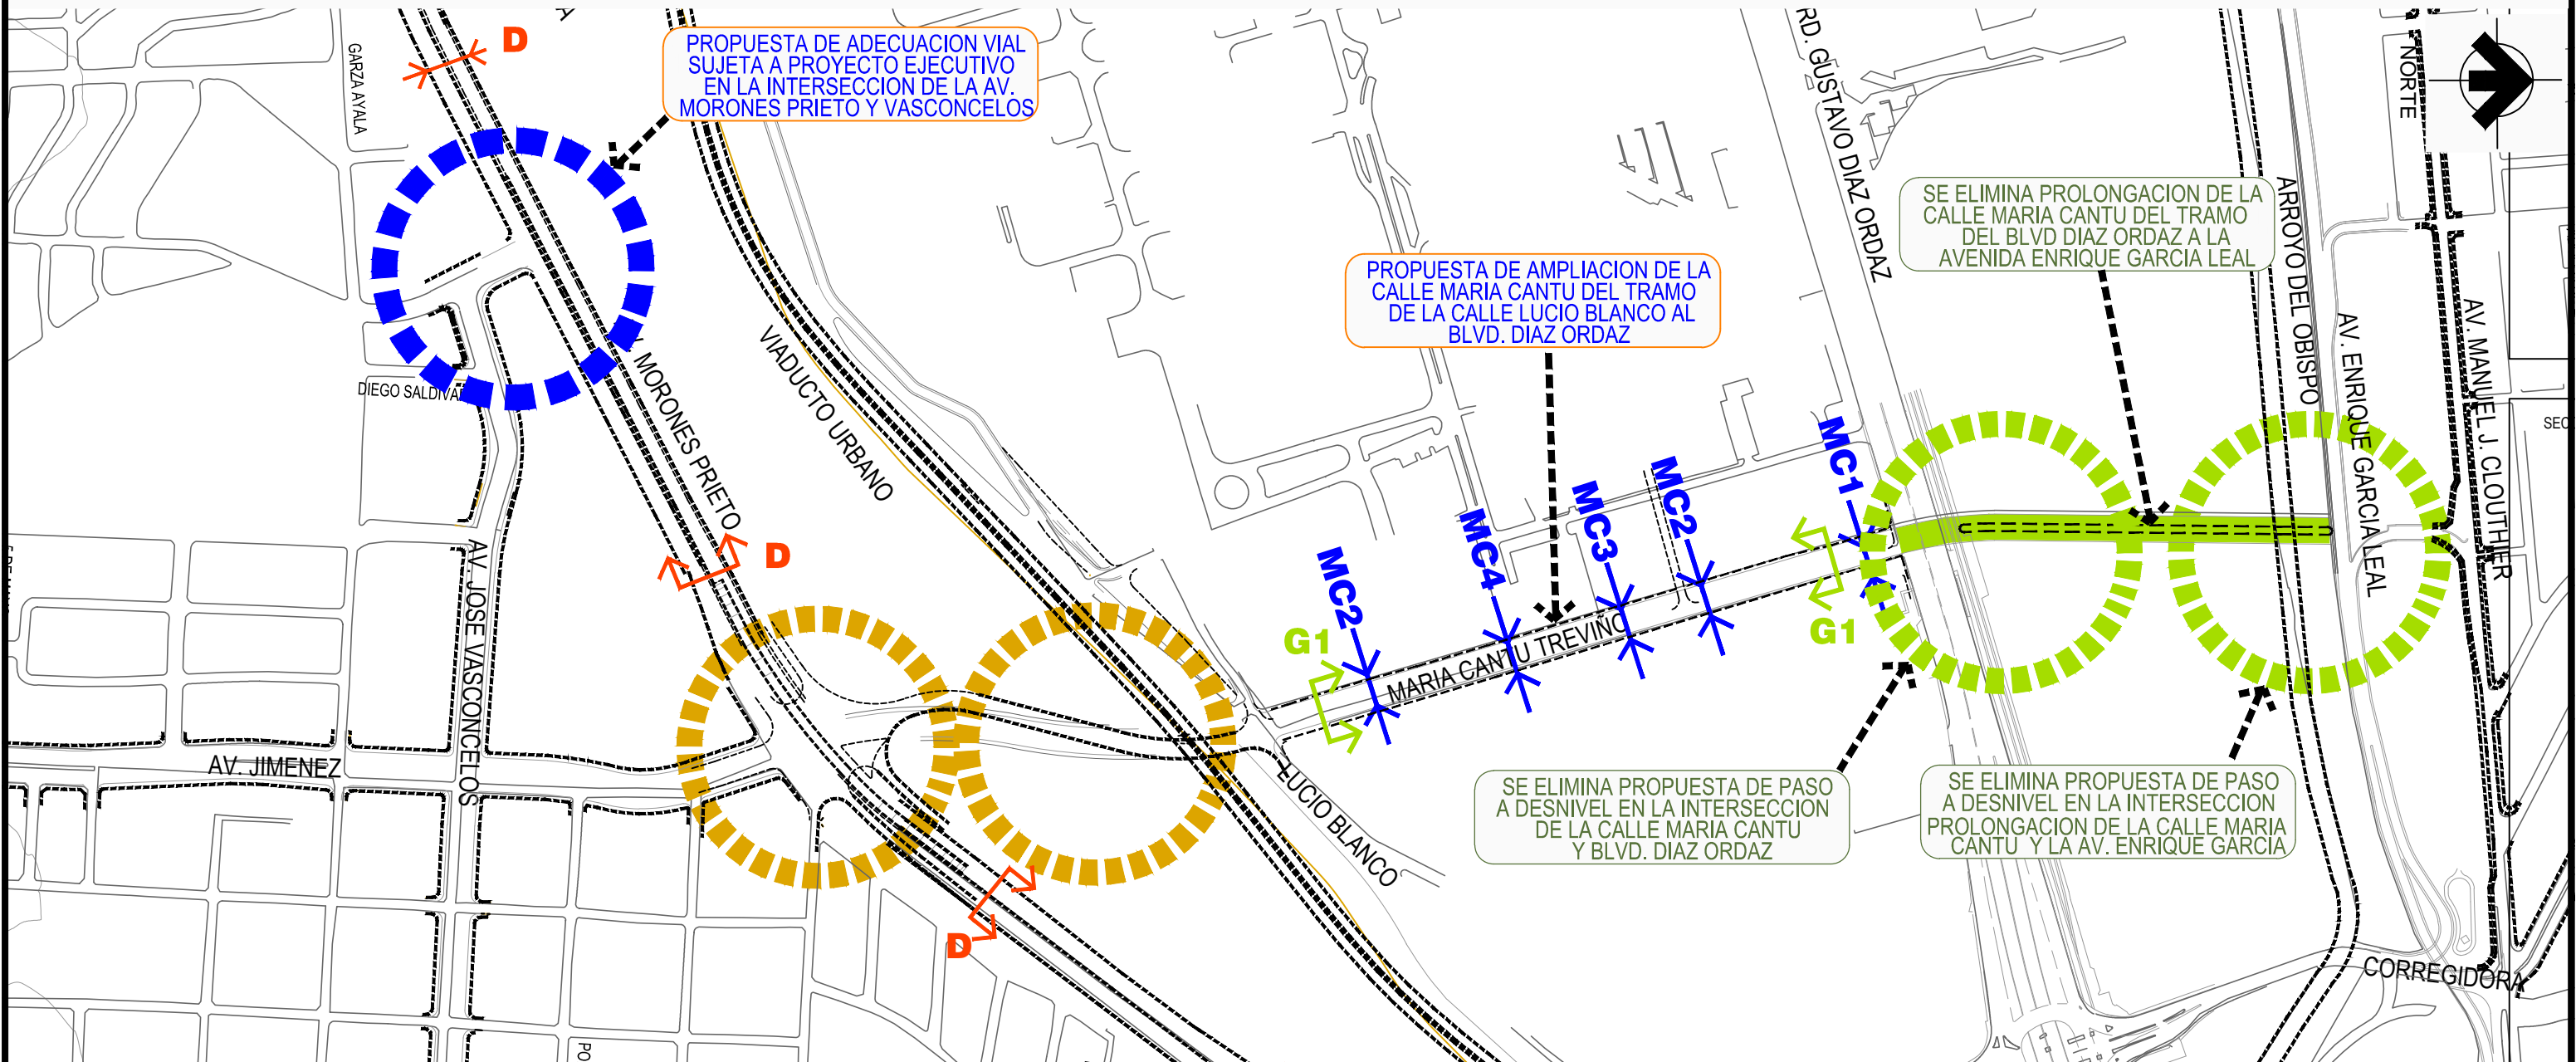 GARZA AYALA
D
PROPUESTA DE ADECUACION VIAL
SUJETA A PROYECTO EJECUTIVO
EN LA INTERSECCION DE LA AV.
MORONES PRIETO Y VASCONCELOS
RD. GUSTAVO DIAZ ORDAZ
NORTE
SE ELIMINA PROLONGACION DE LA
CALLE MARIA CANTU DEL TRAMO
DEL BLVD DIAZ ORDAZ A LA
AVENIDA ENRIQUE GARCIA LEAL
ARROYO DEL OBISPO
PROPUESTA DE AMPLIACION DE LA
CALLE MARIA CANTU DEL TRAMO
DE LA CALLE LUCIO BLANCO AL
BLVD. DIAZ ORDAZ
AV. ENRIQUE GARCIA LEAL
AV. MANUEL J. CLOUTHIER
SEC
DIEGO SALDIVA
MORONES PRIETO
VIADUCTO URBANO
MC1
MC2
MC3
MC4
MC2
D
AV. JOSE VASCONCELOS
G1
G1
MARIA CANTU TREVIÑO
AV. JIMENEZ
LUCIO BLANCO
SE ELIMINA PROPUESTA DE PASO
A DESNIVEL EN LA INTERSECCION
DE LA CALLE MARIA CANTU
Y BLVD. DIAZ ORDAZ
SE ELIMINA PROPUESTA DE PASO
A DESNIVEL EN LA INTERSECCION
PROLONGACION DE LA CALLE MARIA
CANTU Y LA AV. ENRIQUE GARCIA
D
CORREGIDORA
PO